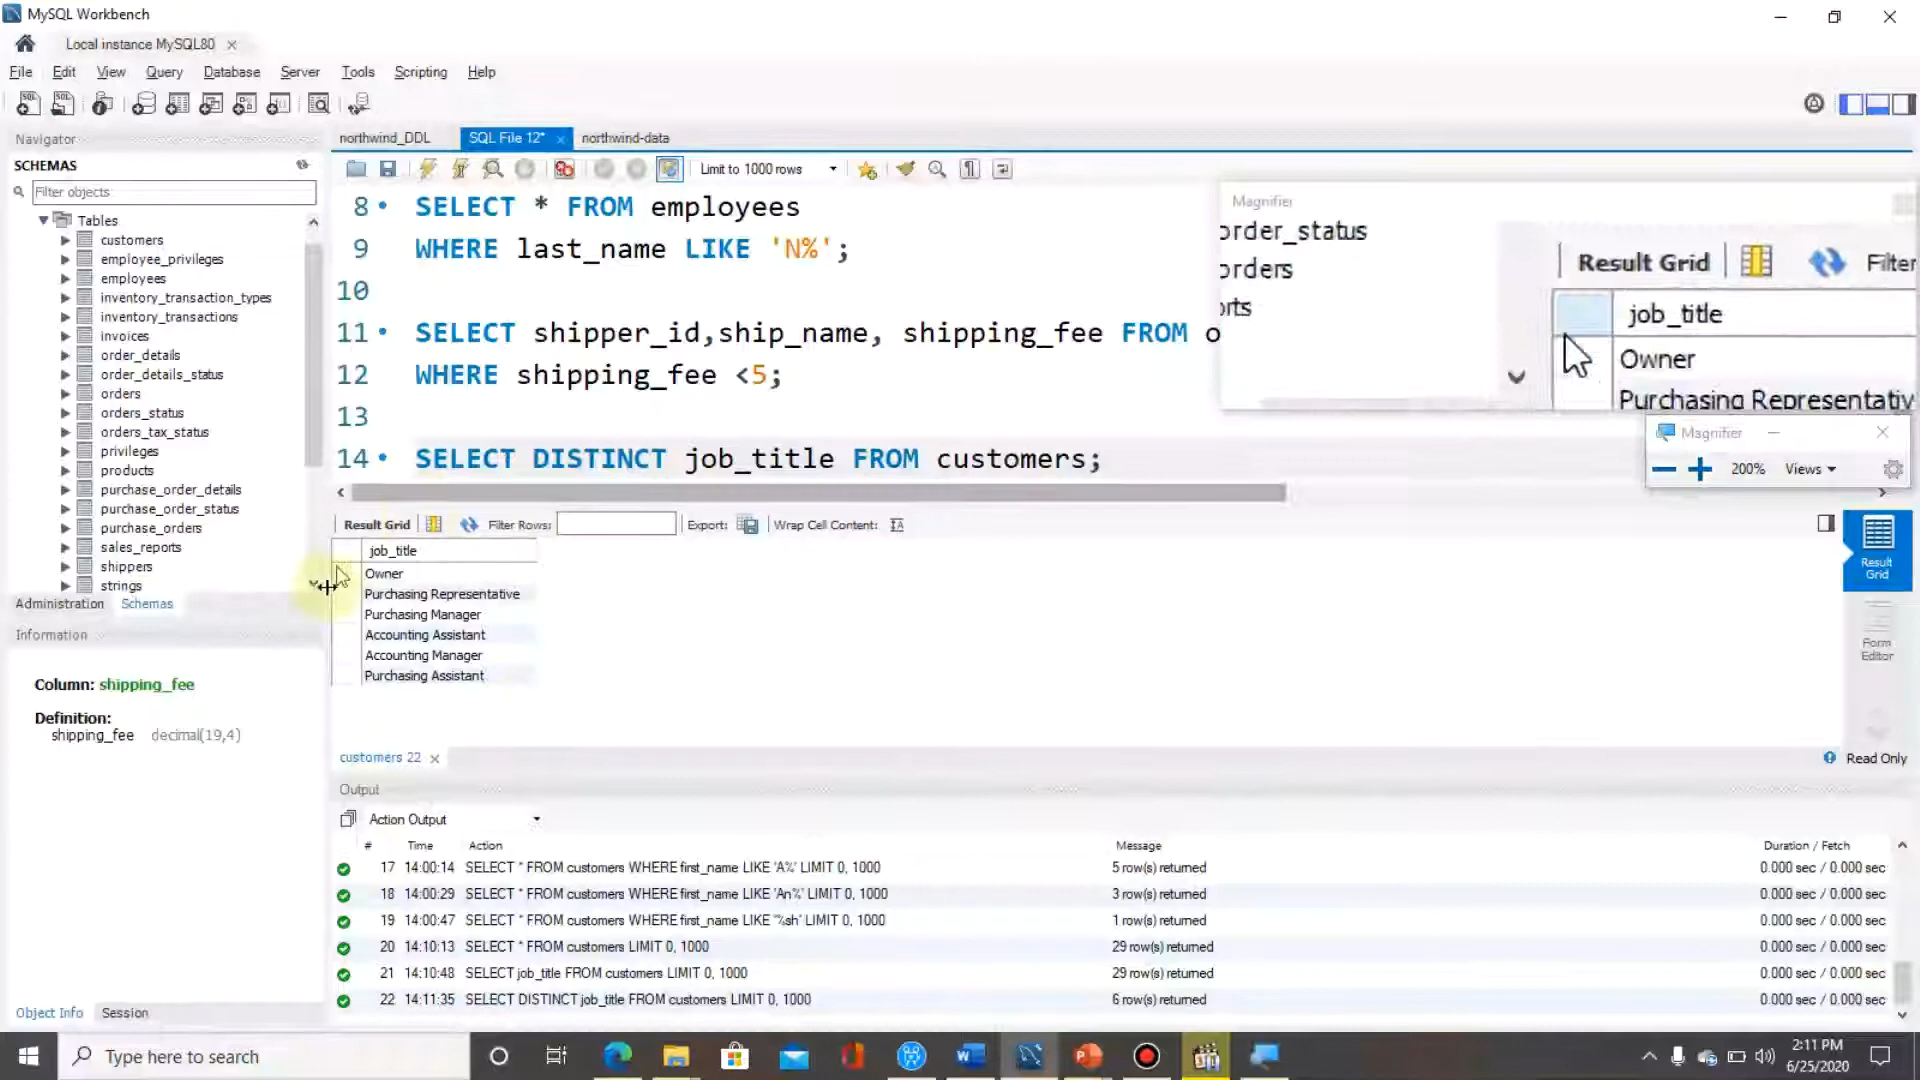 MySQL Workbench
Local instance MySQL80
File Edit View Query Database Server Tools Scripting Help
Navigator
SCHEMAS
Filter objects
Tables
customers
employee_privileges
employees
inventory_transaction_types
inventory_transactions
invoices
order_details
order_details_status
orders
orders_status
orders_tax_status
privileges
products
purchase_order_details
purchase_order_status
purchase_orders
sales_reports
shippers
strings
Administration Schemas
Information
Column: shipping_fee
Definition:
shipping_fee decimal(19,4)
Object Info Session
northwind_DDL SQL File 12* northwind-data
Limit to 1000 rows
8 SELECT * FROM employees
9 WHERE last_name LIKE 'N%';
10
11 SELECT shipper_id,ship_name, shipping_fee FROM o
12 WHERE shipping_fee <5;
13
14 SELECT DISTINCT job_title FROM customers;
Magnifier
order_status
orders
orts
Result Grid Filter
job_title
Owner
Purchasing Representativ
Magnifier
200% Views
Result Grid Filter Rows: Export: Wrap Cell Content: IA
job_title
Owner
Purchasing Representative
Purchasing Manager
Accounting Assistant
Accounting Manager
Purchasing Assistant
Result
Grid
Form
Editor
customers 22
Read Only
Output
Action Output
# Time Action Message Duration / Fetch
17 14:00:14 SELECT * FROM customers WHERE first_name LIKE 'A%' LIMIT 0, 1000 5 row(s) returned 0.000 sec / 0.000 sec
18 14:00:29 SELECT * FROM customers WHERE first_name LIKE 'An%' LIMIT 0, 1000 3 row(s) returned 0.000 sec / 0.000 sec
19 14:00:47 SELECT * FROM customers WHERE first_name LIKE '%sh' LIMIT 0, 1000 1 row(s) returned 0.000 sec / 0.000 sec
20 14:10:13 SELECT * FROM customers LIMIT 0, 1000 29 row(s) returned 0.000 sec / 0.000 sec
21 14:10:48 SELECT job_title FROM customers LIMIT 0, 1000 29 row(s) returned 0.000 sec / 0.000 sec
22 14:11:35 SELECT DISTINCT job_title FROM customers LIMIT 0, 1000 6 row(s) returned 0.000 sec / 0.000 sec
Type here to search
2:11 PM
6/25/2020